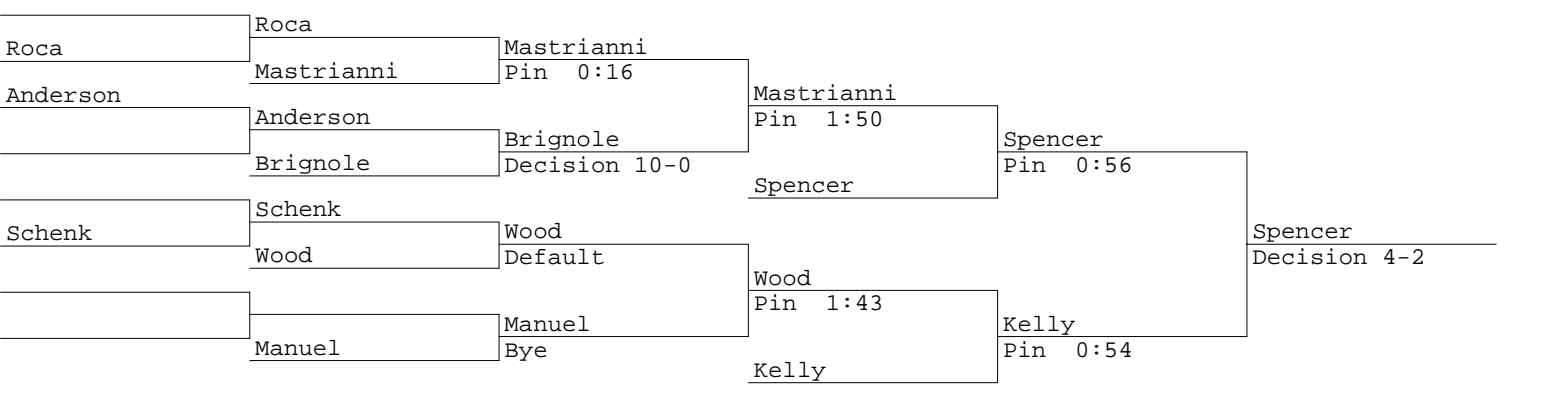 Roca
Anderson
Schenk
Roca
Mastrianni
Anderson
Brignole
Schenk
Wood
Manuel
Mastrianni
Pin 0:16
Brignole
Decision 10-0
Wood
Default
Manuel
Bye
Mastrianni
Pin 1:50
Spencer
Wood
Pin 1:43
Kelly
Spencer
Pin 0:56
Kelly
Pin 0:54
Spencer
Decision 4-2